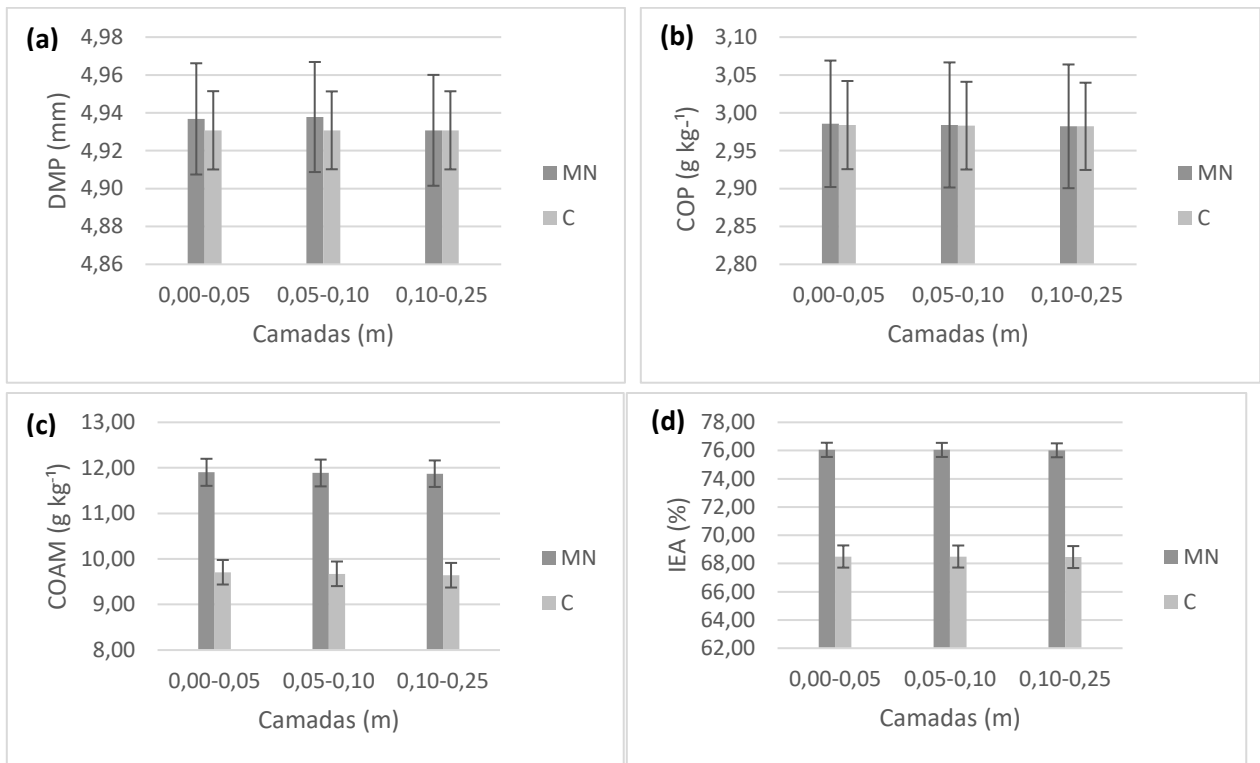 (a)
4,98
4,96
4,94
4,92
4,90
4,88
4,86
DMP (mm)
0,00-0,05 0,05-0,10 0,10-0,25
Camadas (m)
MN
C
(b)
3,10
3,05
3,00
2,95
2,90
2,85
2,80
COP (g kg-¹)
0,00-0,05 0,05-0,10 0,10-0,25
Camadas (m)
MN
C
(c)
13,00
12,00
11,00
10,00
9,00
8,00
COAM (g kg⁻¹)
0,00-0,05 0,05-0,10 0,10-0,25
Camadas (m)
MN
C
(d)
78,00
76,00
74,00
72,00
70,00
68,00
66,00
64,00
62,00
IEA (%)
0,00-0,05 0,05-0,10 0,10-0,25
Camadas (m)
MN
C